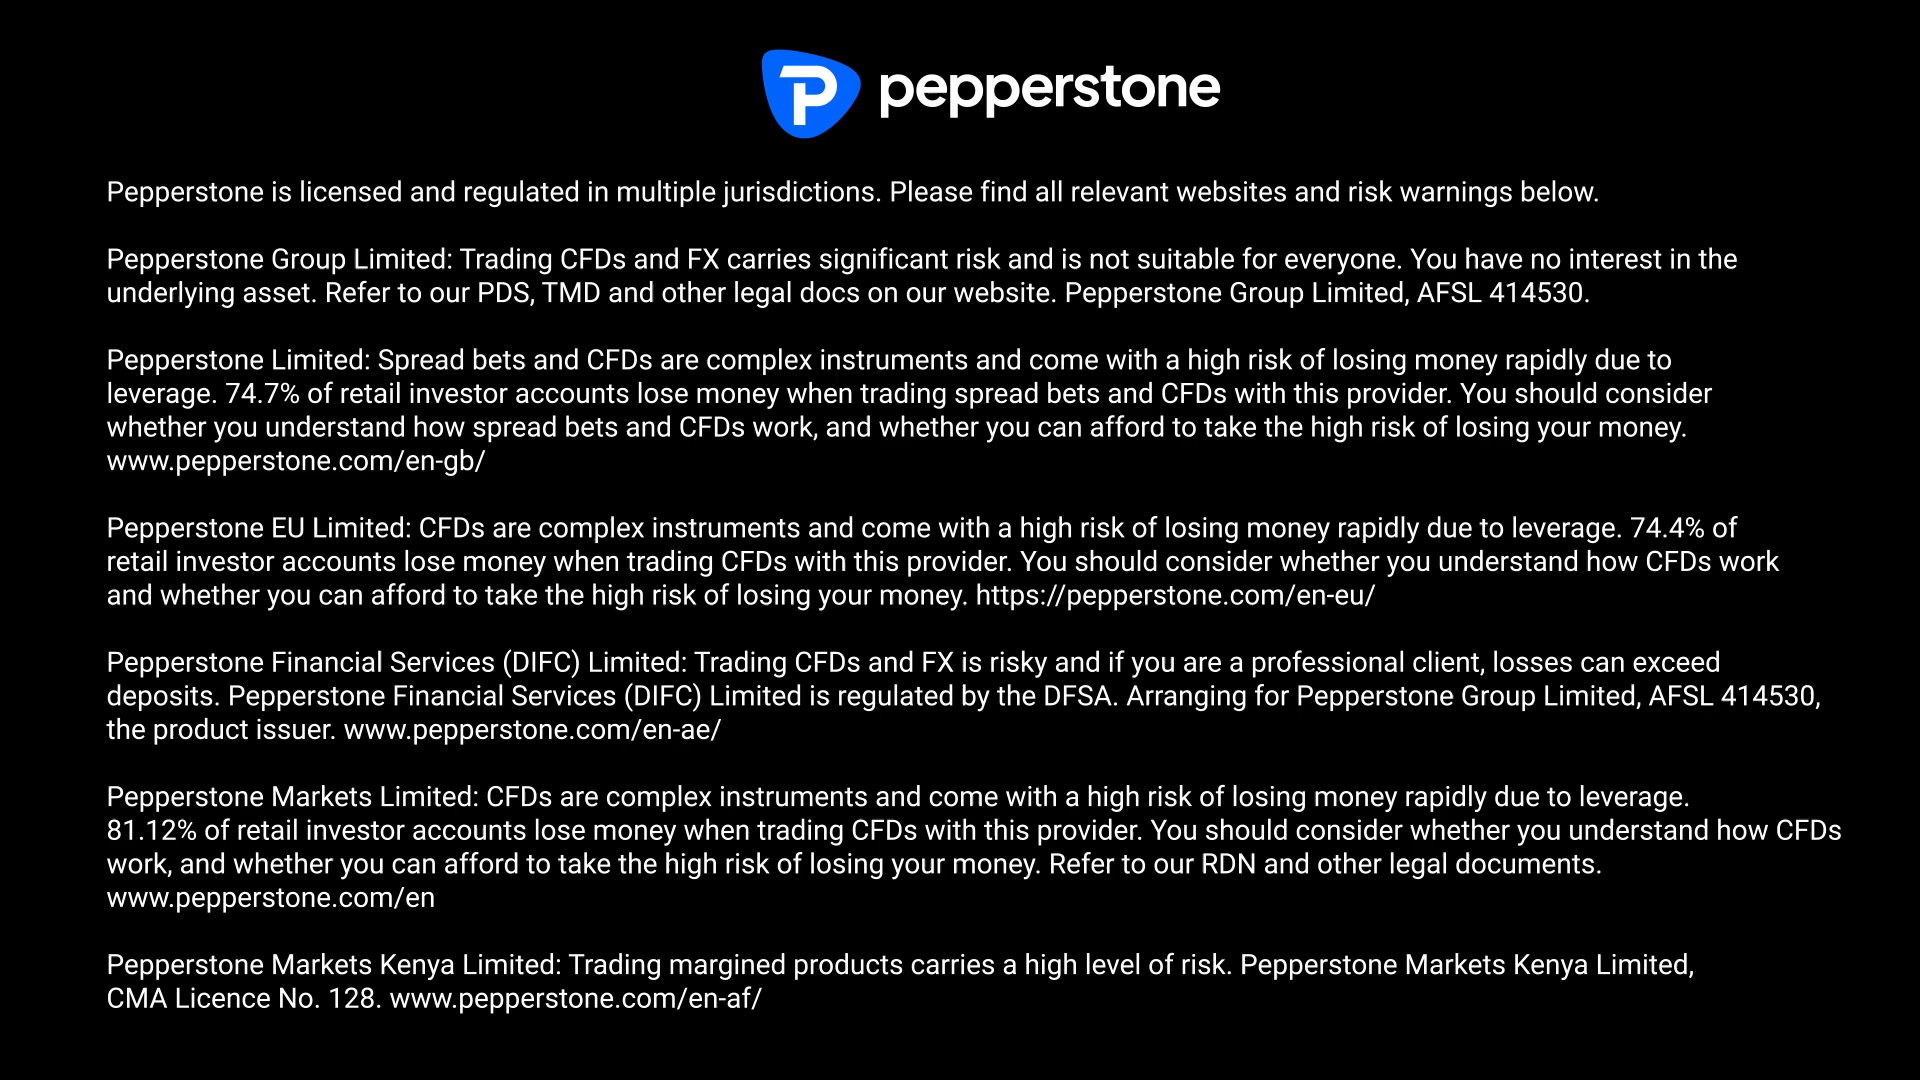 pepperstone
Pepperstone is licensed and regulated in multiple jurisdictions. Please find all relevant websites and risk warnings below.
Pepperstone Group Limited: Trading CFDs and FX carries significant risk and is not suitable for everyone. You have no interest in the
underlying asset. Refer to our PDS, TMD and other legal docs on our website. Pepperstone Group Limited, AFSL 414530.
Pepperstone Limited: Spread bets and CFDs are complex instruments and come with a high risk of losing money rapidly due to
leverage. 74.7% of retail investor accounts lose money when trading spread bets and CFDs with this provider. You should consider
whether you understand how spread bets and CFDs work, and whether you can afford to take the high risk of losing your money.
www.pepperstone.com/en-gb/
Pepperstone EU Limited: CFDs are complex instruments and come with a high risk of losing money rapidly due to leverage. 74.4% of
retail investor accounts lose money when trading CFDs with this provider. You should consider whether you understand how CFDs work
and whether you can afford to take the high risk of losing your money. https://pepperstone.com/en-eu/
Pepperstone Financial Services (DIFC) Limited: Trading CFDs and FX is risky and if you are a professional client, losses can exceed
deposits. Pepperstone Financial Services (DIFC) Limited is regulated by the DFSA. Arranging for Pepperstone Group Limited, AFSL 414530,
the product issuer. www.pepperstone.com/en-ae/
Pepperstone Markets Limited: CFDs are complex instruments and come with a high risk of losing money rapidly due to leverage.
81.12% of retail investor accounts lose money when trading CFDs with this provider. You should consider whether you understand how CFDs
work, and whether you can afford to take the high risk of losing your money. Refer to our RDN and other legal documents.
www.pepperstone.com/en
Pepperstone Markets Kenya Limited: Trading margined products carries a high level of risk. Pepperstone Markets Kenya Limited,
CMA Licence No. 128. www.pepperstone.com/en-af/